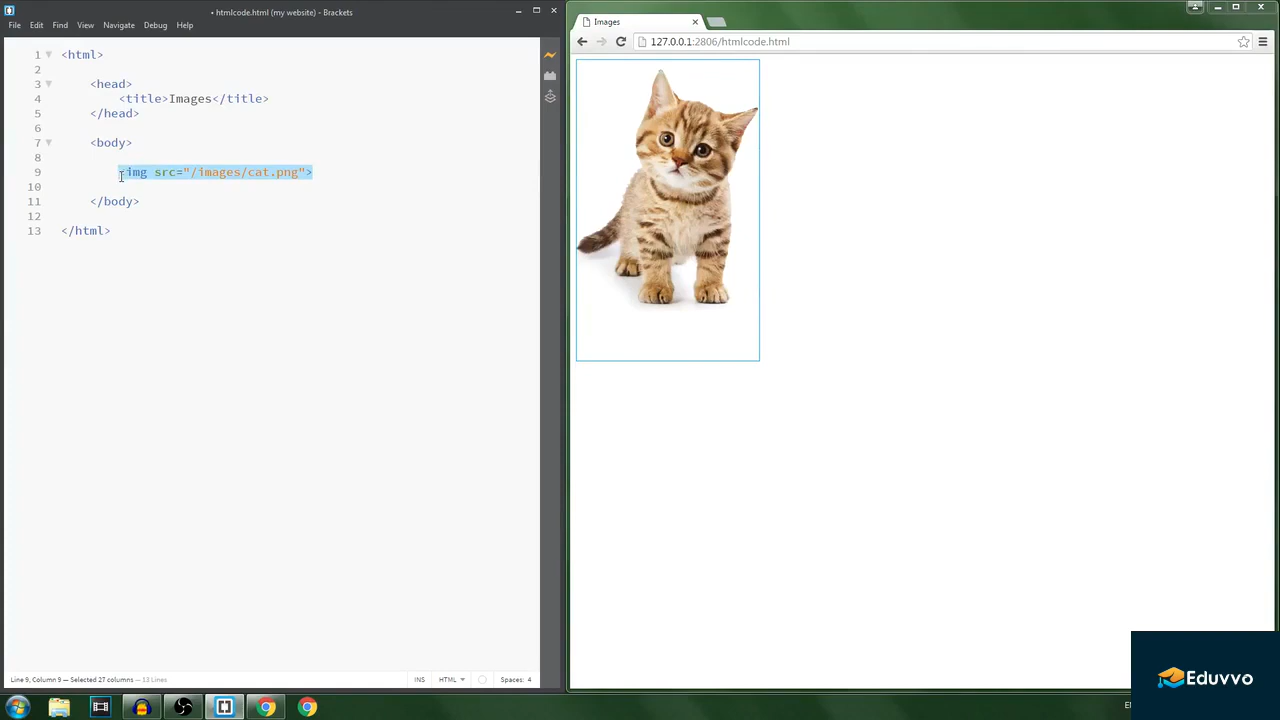 • htmlcode.html (my website) - Brackets
File Edit Find View Navigate Debug Help
1 <html>
2
3 <head>
4 <title>Images</title>
5 </head>
6
7 <body>
8
9 <img src="/images/cat.png">
10
11 </body>
12
13 </html>
Line 9, Column 9 — Selected 27 columns — 13 Lines
INS HTML Spaces: 4
Images
127.0.0.1:2806/htmlcode.html
Eduvvo